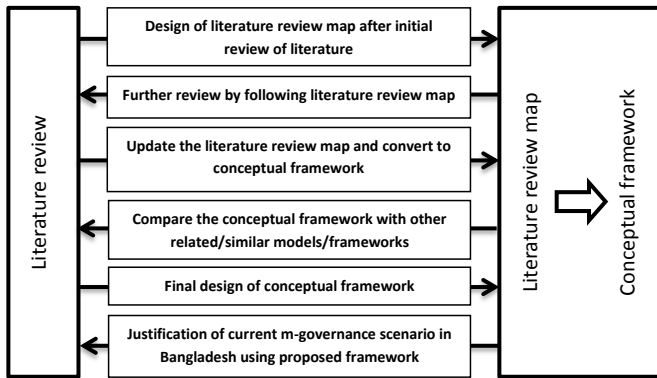 Literature review
Design of literature review map after initial
review of literature
Further review by following literature review map
Update the literature review map and convert to
conceptual framework
Compare the conceptual framework with other
related/similar models/frameworks
Final design of conceptual framework
Justification of current m-governance scenario in
Bangladesh using proposed framework
Literature review map
Conceptual framework